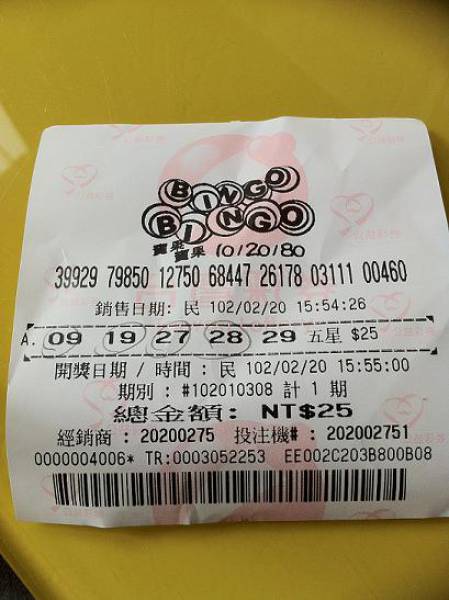 BINGO
BINGO
賓果
賓果 10/20/80
39929 79850 12750 68447 26178 03111 00460
銷售日期: 民 102/02/20 15:54:26
A. 09 19 27 28 29 五星 $25
開獎日期 / 時間 : 民 102/02/20 15:55:00
期別 : #102010308 計 1 期
總金額: NT$25
經銷商 : 20200275 投注機# : 202002751
0000004006* TR:0003052253 EE002C203B800B08